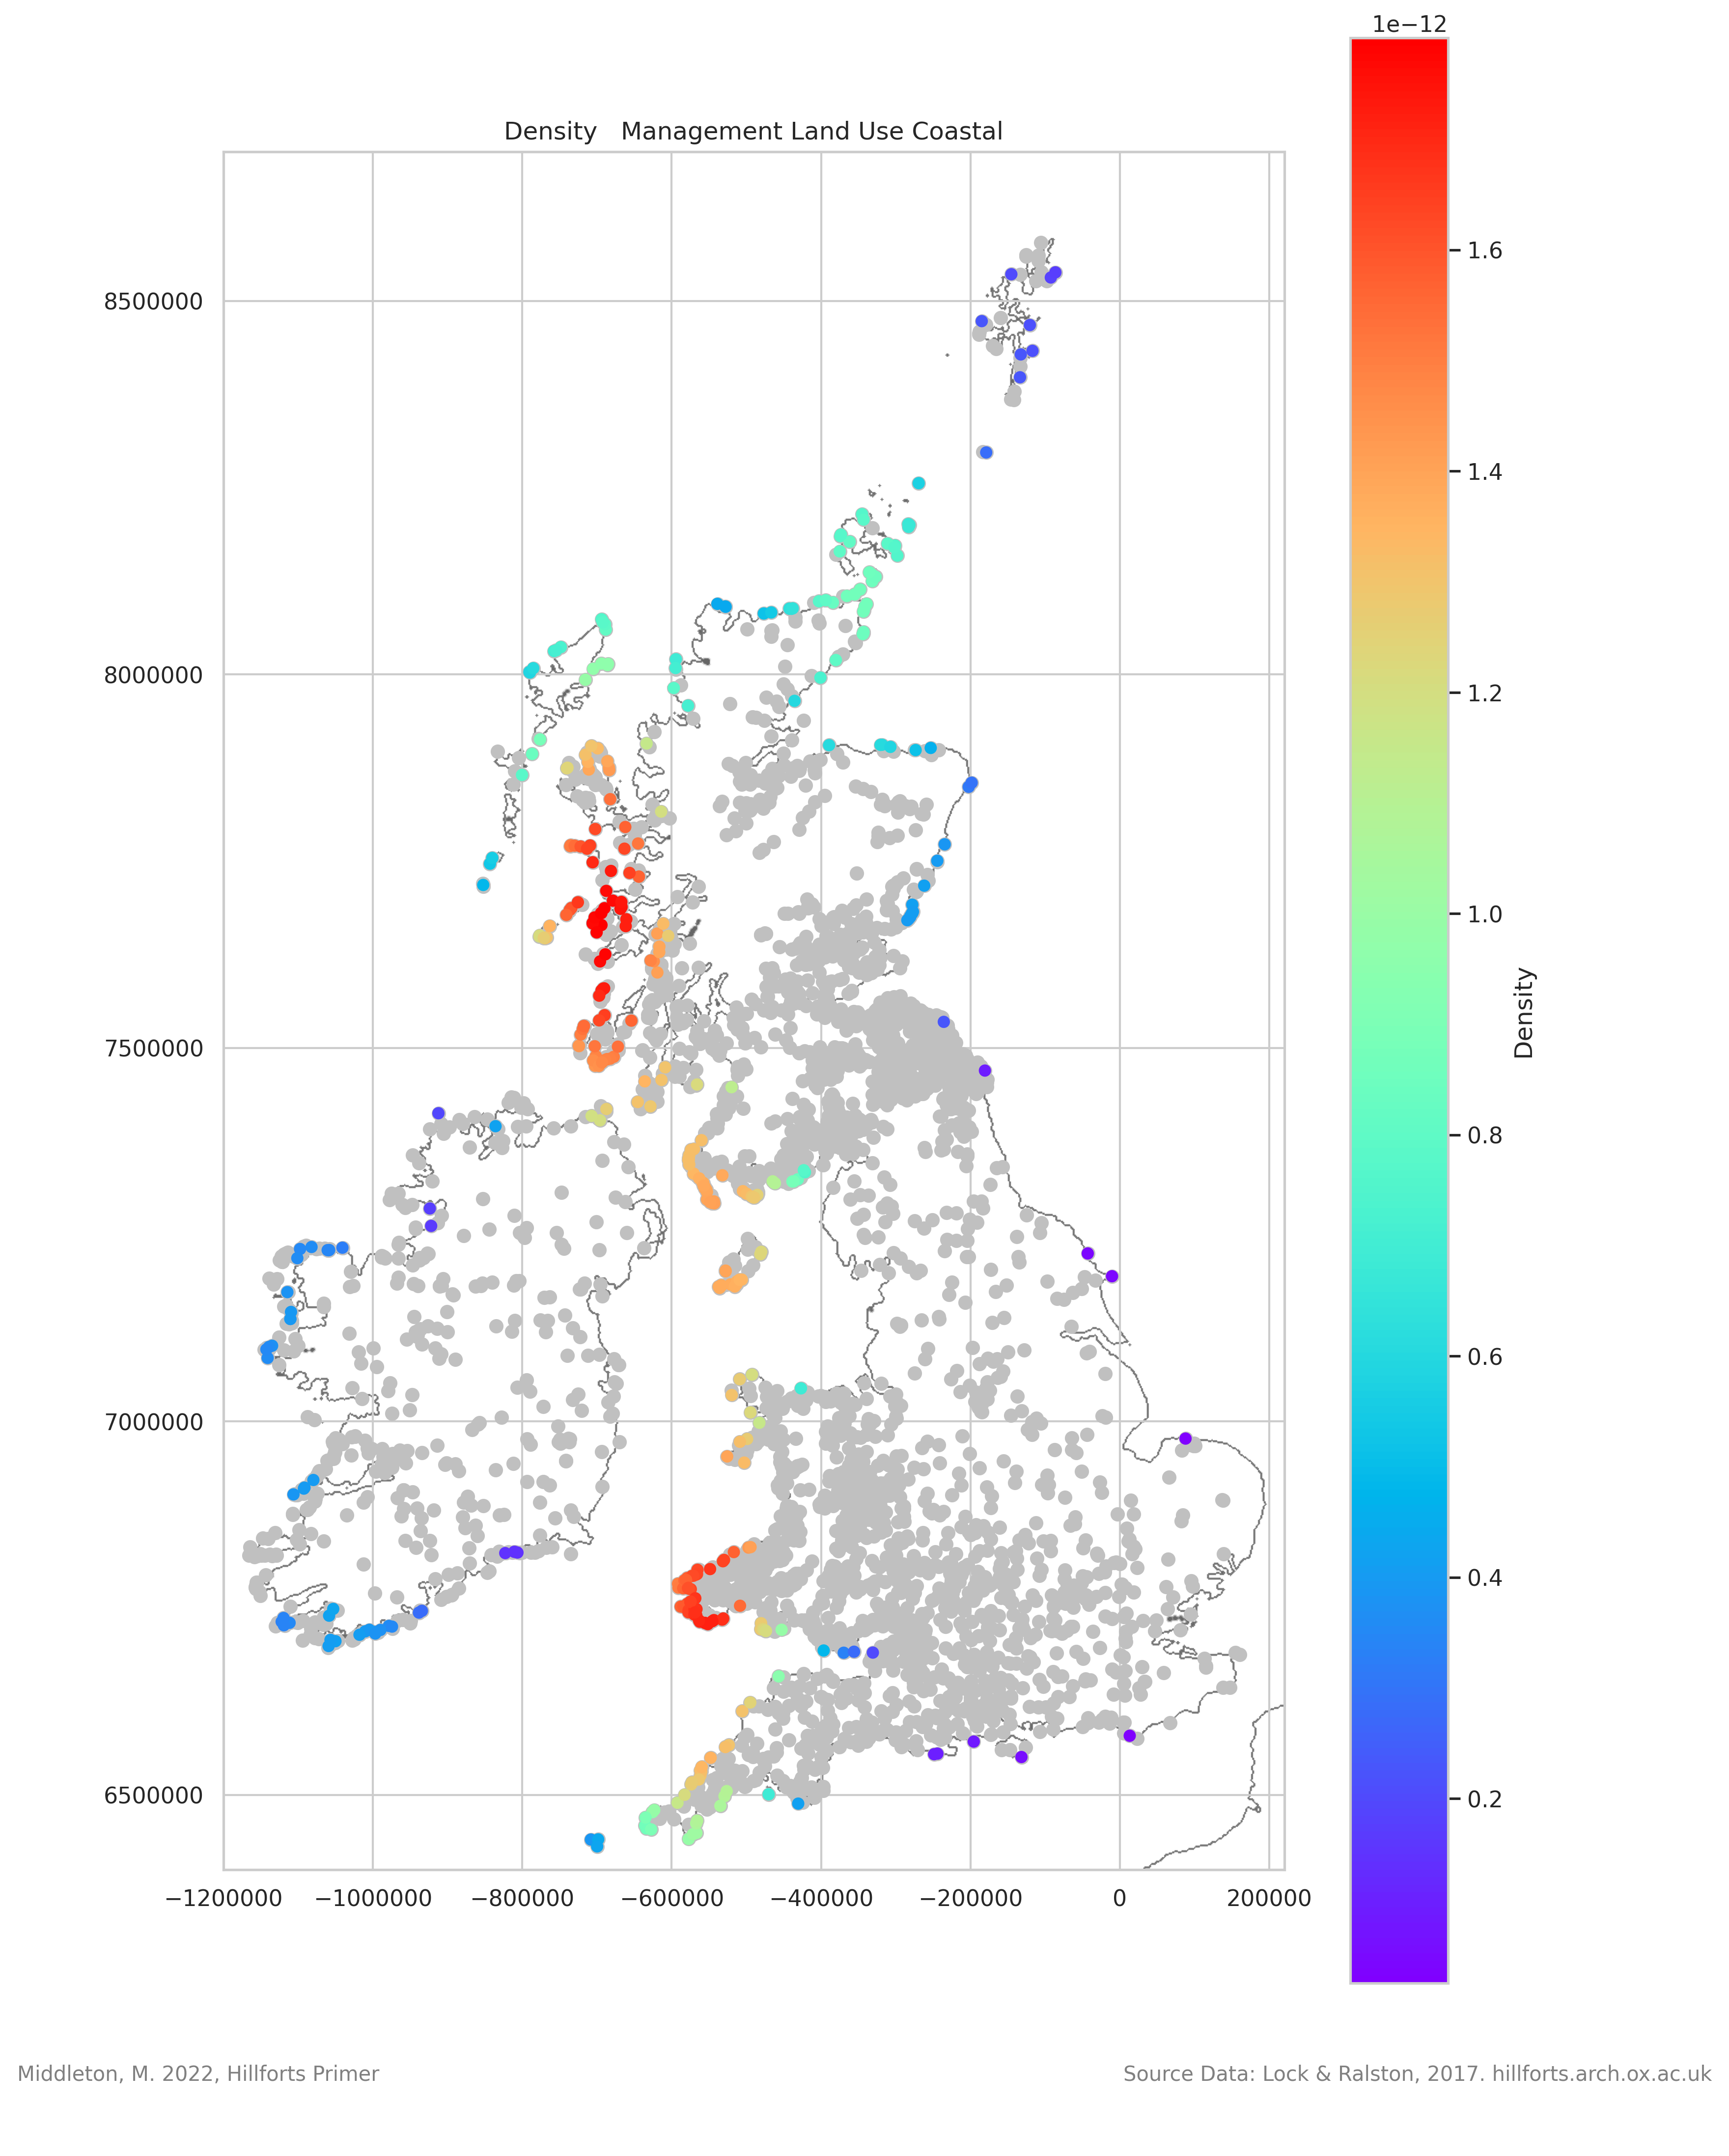 1e−12
Density   Management Land Use Coastal
8500000
8000000
7500000
7000000
6500000
−1200000 −1000000 −800000 −600000 −400000 −200000 0 200000
1.6
1.4
1.2
1.0
0.8
0.6
0.4
0.2
Density
Middleton, M. 2022, Hillforts Primer
Source Data: Lock & Ralston, 2017. hillforts.arch.ox.ac.uk